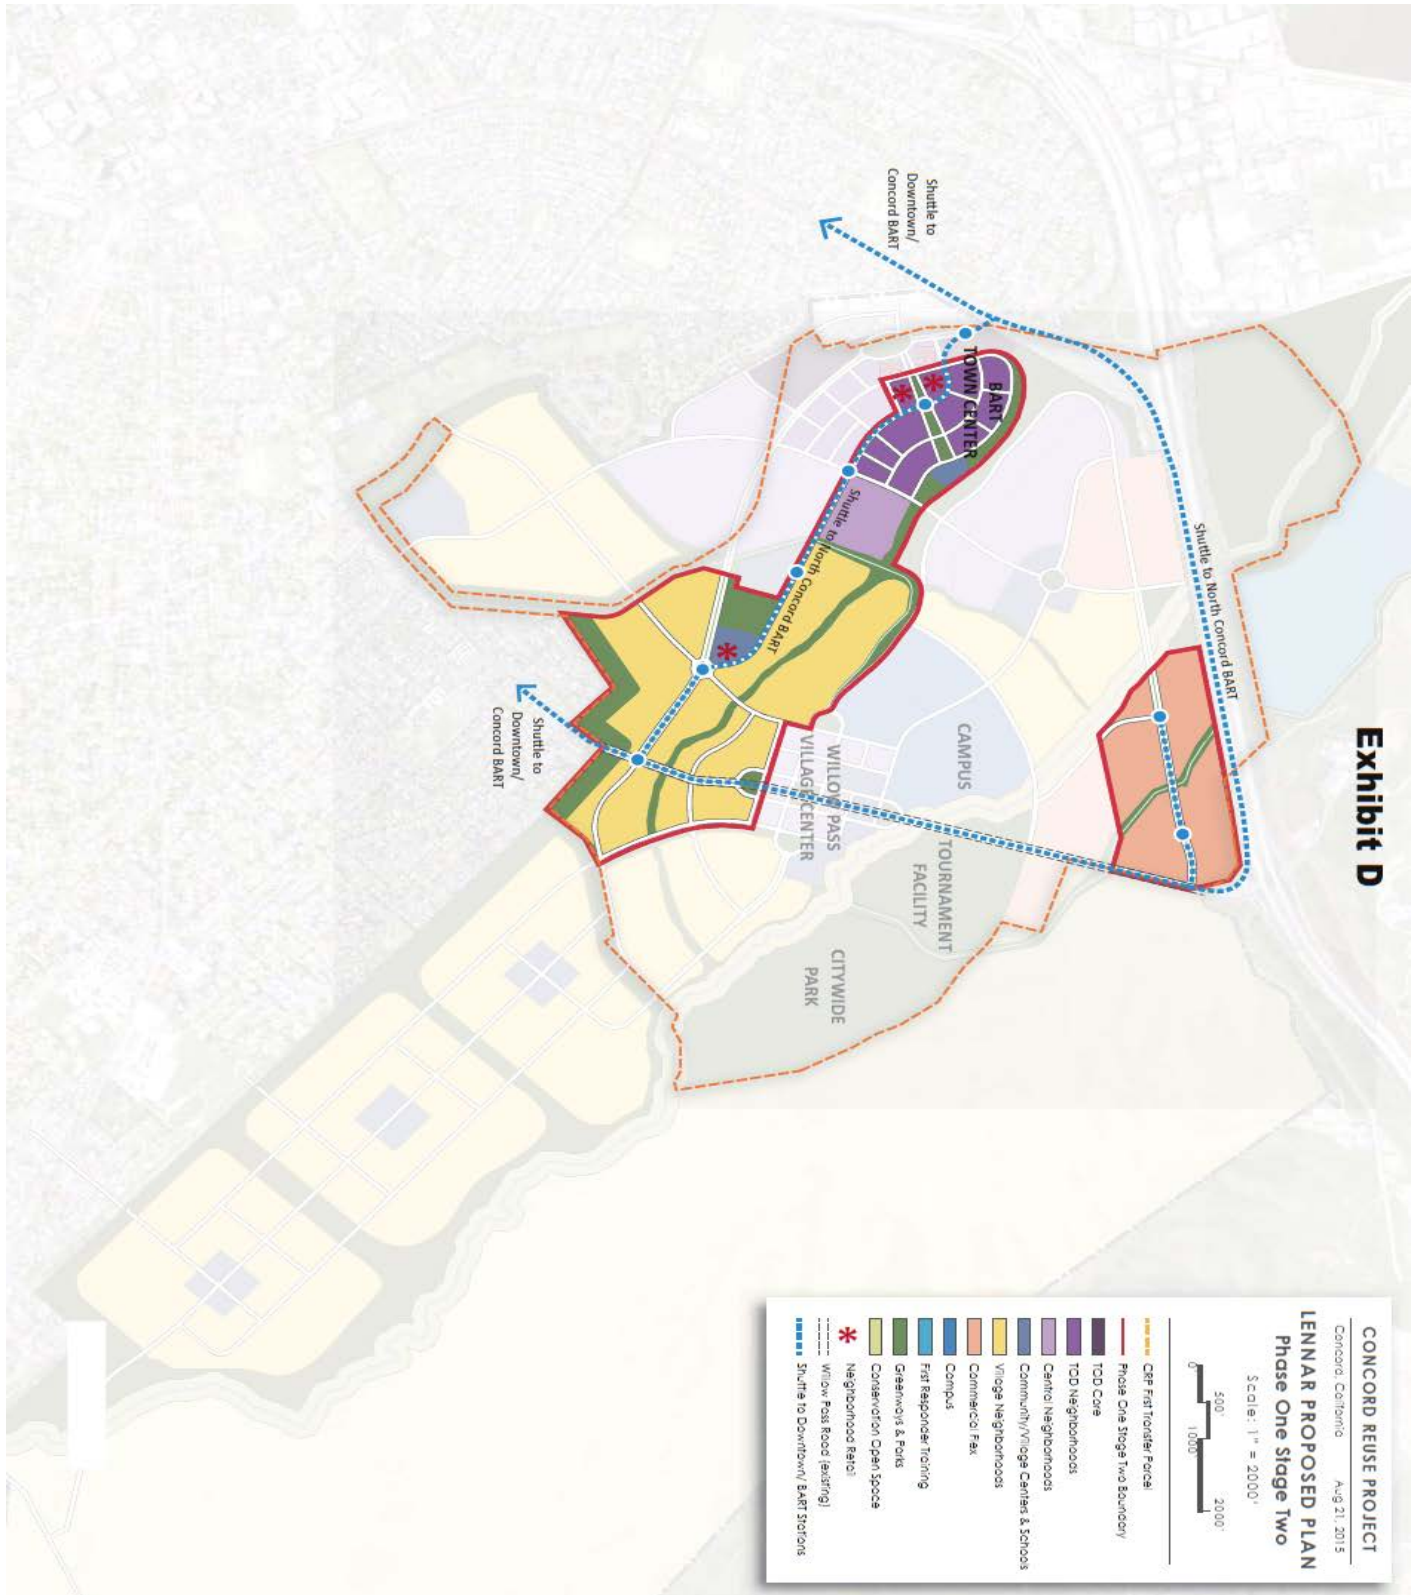 Exhibit D
CONCORD REUSE PROJECT
Concord, California Aug 21, 2015
LENNAR PROPOSED PLAN
Phase One Stage Two
Scale: 1" = 2000'
0 500' 1000' 2000'
CRP First Transfer Parcel
Phase One Stage Two Boundary
TOD Core
TOD Neighborhoods
Central Neighborhoods
Community/Village Centers & Schools
Village Neighborhoods
Commercial Flex
Campus
First Responder Training
Greenways & Parks
Conservation Open Space
Neighborhood Retail
Willow Pass Road (existing)
Shuttle to Downtown/ BART Stations
Shuttle to North Concord BART
BART
TOWN CENTER
Shuttle to
Downtown/
Concord BART
Shuttle to North Concord BART
CAMPUS
TOURNAMENT
FACILITY
WILLOW PASS
VILLAGE CENTER
CITYWIDE
PARK
Shuttle to
Downtown/
Concord BART